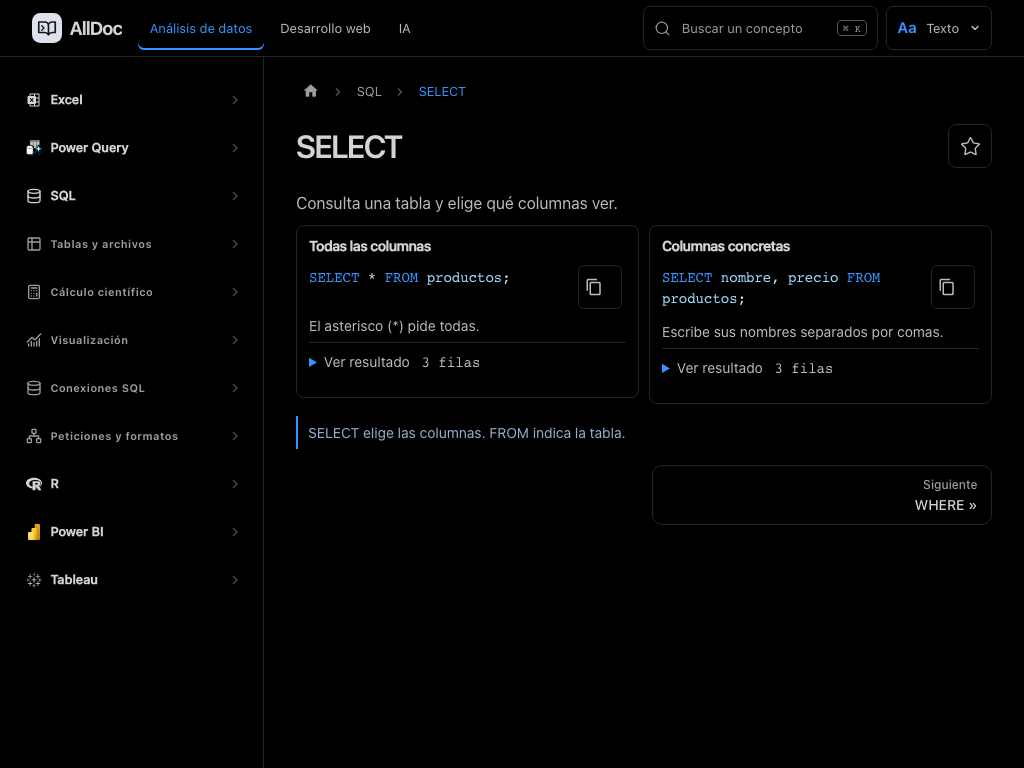 AllDoc
Análisis de datos
Desarrollo web
IA
Buscar un concepto
⌘ K
Aa Texto
Excel
Power Query
SQL
Tablas y archivos
Cálculo científico
Visualización
Conexiones SQL
Peticiones y formatos
R
Power BI
Tableau
SQL
SELECT
SELECT
Consulta una tabla y elige qué columnas ver.
Todas las columnas
SELECT * FROM productos;
El asterisco (*) pide todas.
Ver resultado 3 filas
Columnas concretas
SELECT nombre, precio FROM
productos;
Escribe sus nombres separados por comas.
Ver resultado 3 filas
SELECT elige las columnas. FROM indica la tabla.
Siguiente
WHERE »